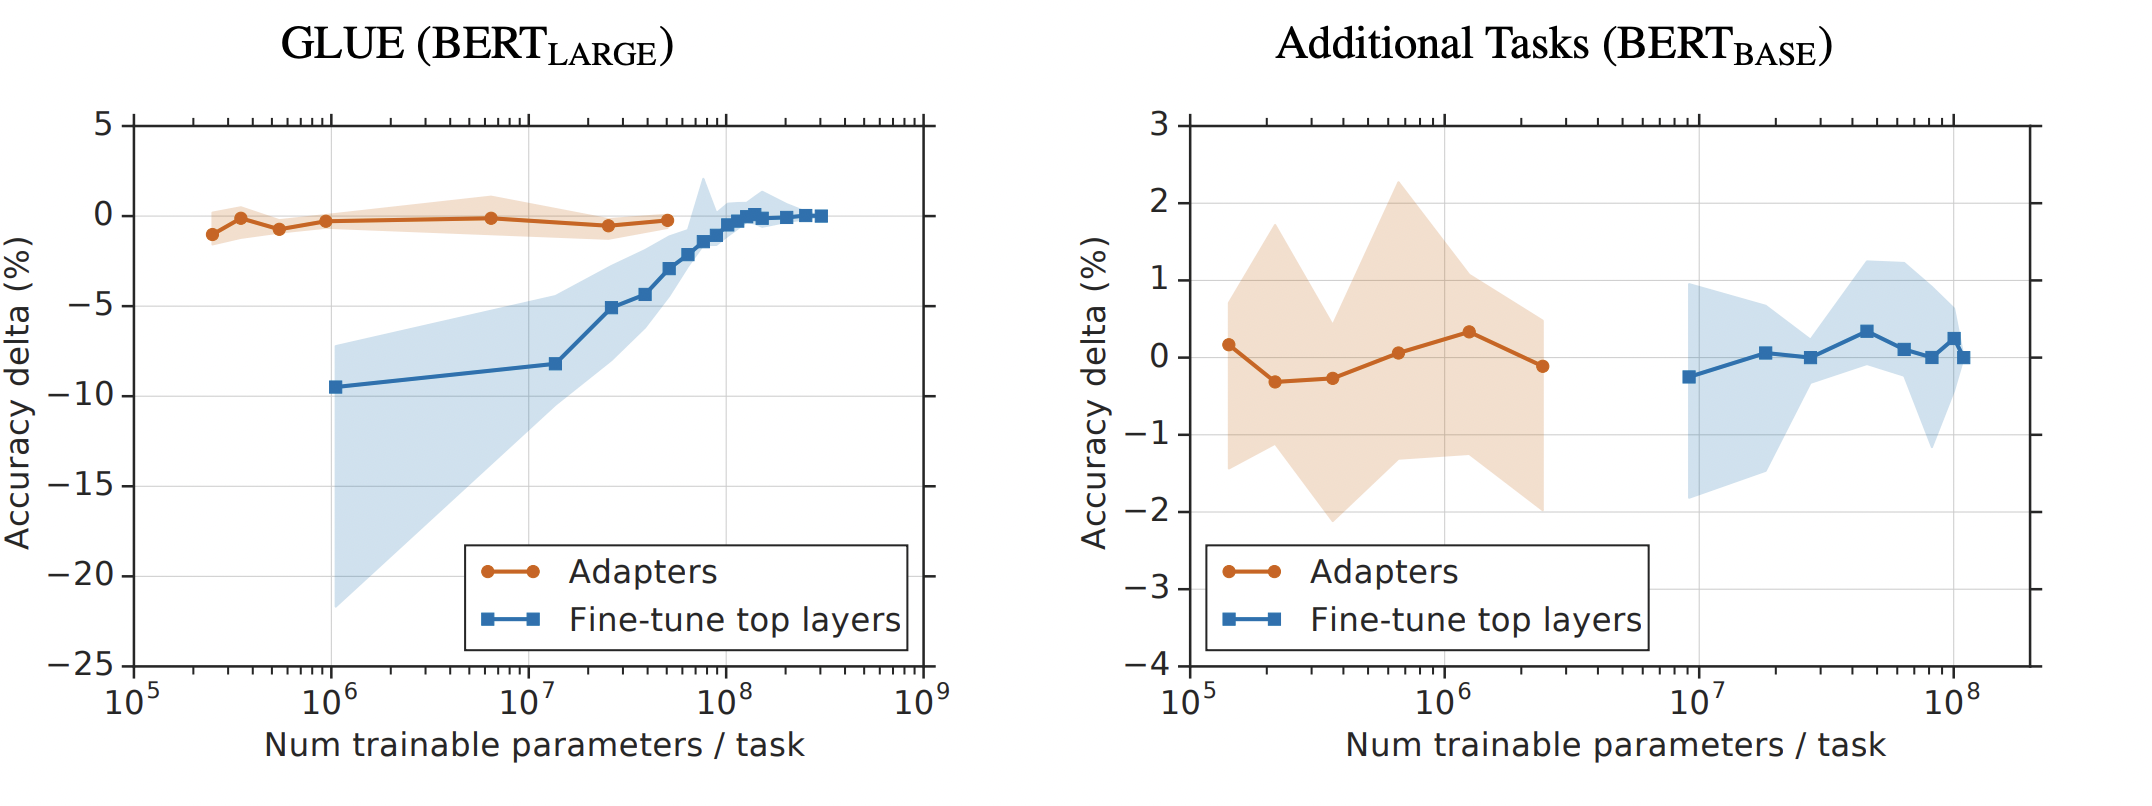 GLUE (BERT_LARGE)
Accuracy delta (%)
5
0
−5
−10
−15
−20
−25
Adapters
Fine-tune top layers
10^5 10^6 10^7 10^8 10^9
Num trainable parameters / task
Additional Tasks (BERT_BASE)
Accuracy delta (%)
3
2
1
0
−1
−2
−3
−4
Adapters
Fine-tune top layers
10^5 10^6 10^7 10^8
Num trainable parameters / task